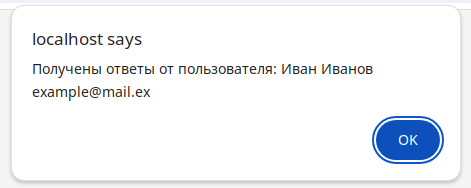 localhost says
Получены ответы от пользователя: Иван Иванов
example@mail.ex
OK